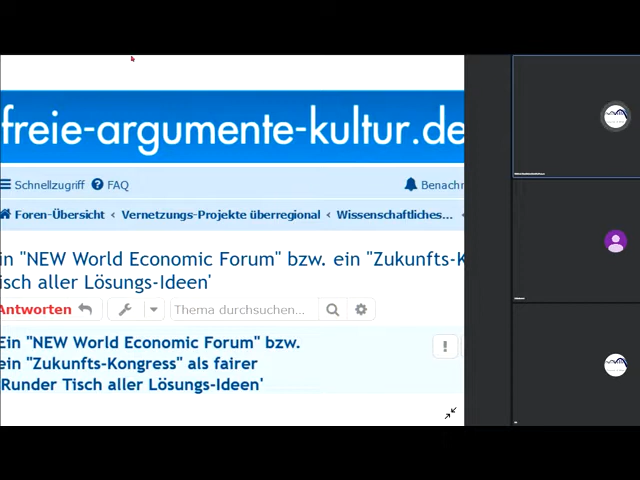 freie-argumente-kultur.de
Schnellzugriff FAQ Benachr
Foren-Übersicht ‹ Vernetzungs-Projekte überregional ‹ Wissenschaftliches... ‹
in "NEW World Economic Forum" bzw. ein "Zukunfts-K
isch aller Lösungs-Ideen'
Antworten Thema durchsuchen...
Ein "NEW World Economic Forum" bzw.
ein "Zukunfts-Kongress" als fairer
'Runder Tisch aller Lösungs-Ideen'